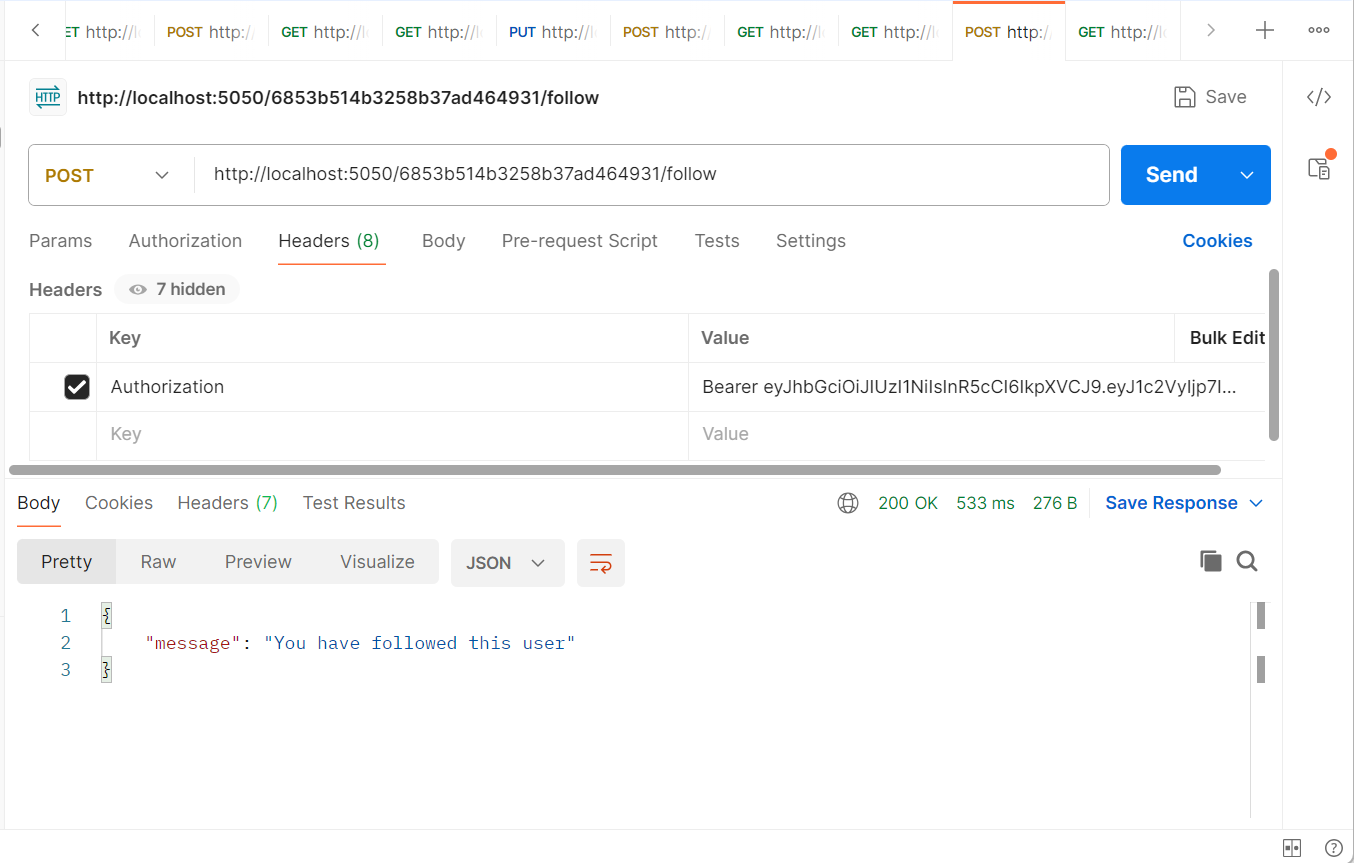 ET http://l POST http:/ GET http://l GET http://l PUT http://l POST http:/ GET http://l GET http://l POST http:/ GET http://l
HTTP http://localhost:5050/6853b514b3258b37ad464931/follow Save </>
POST http://localhost:5050/6853b514b3258b37ad464931/follow Send
Params Authorization Headers (8) Body Pre-request Script Tests Settings Cookies
Headers 7 hidden
Key Value Bulk Edit
Authorization Bearer eyJhbGciOiJIUzI1NiIsInR5cCI6IkpXVCJ9.eyJ1c2VyIjp7I...
Key Value
Body Cookies Headers (7) Test Results 200 OK 533 ms 276 B Save Response
Pretty Raw Preview Visualize JSON
1 {
2 "message": "You have followed this user"
3 }